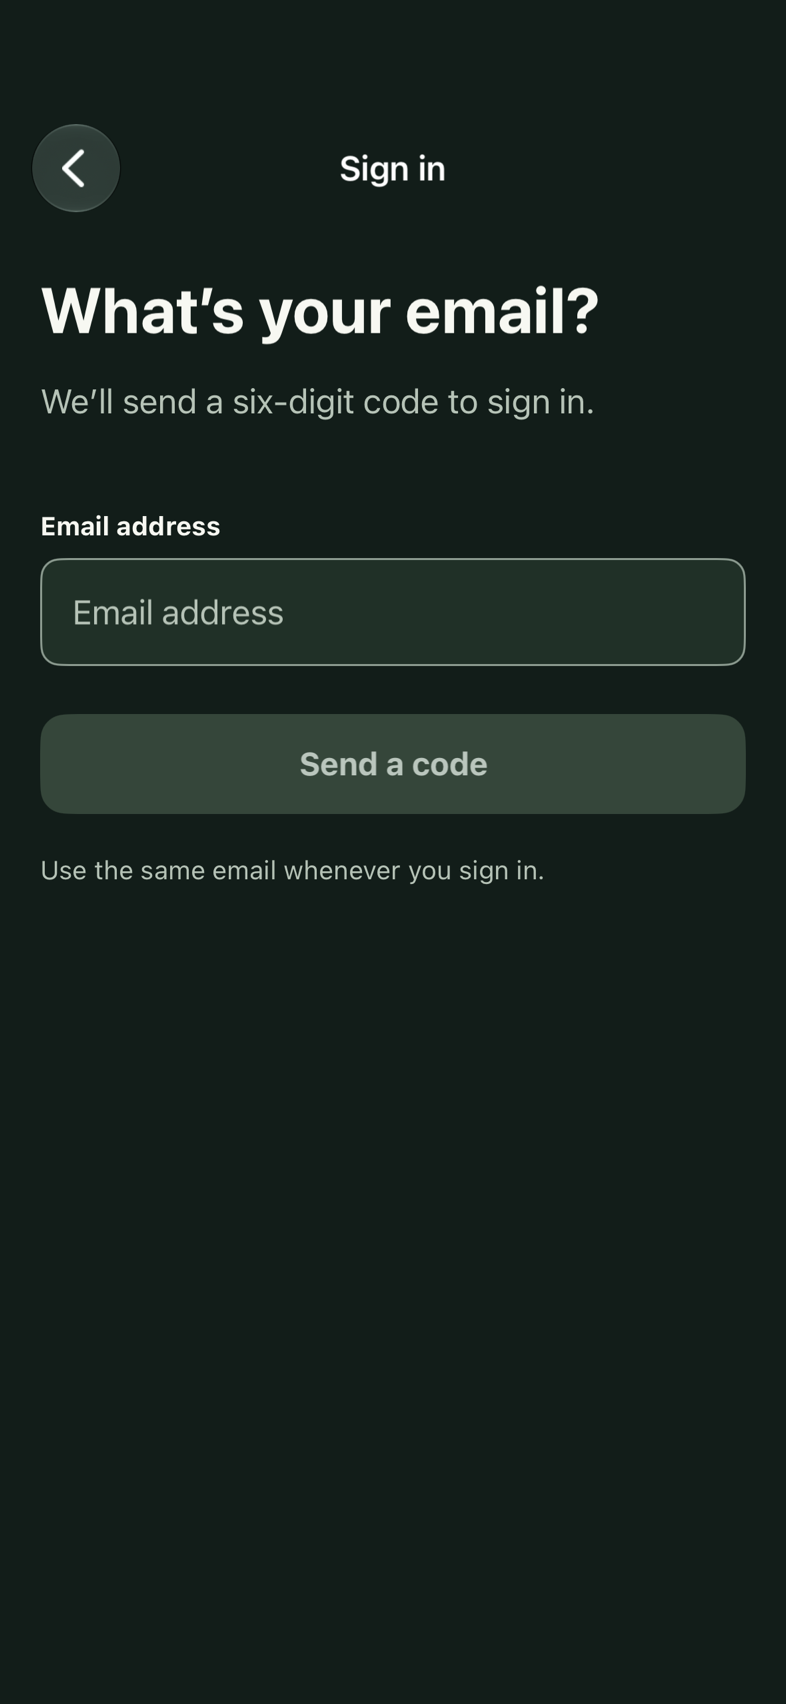 Sign in
What’s your email?
We’ll send a six-digit code to sign in.
Email address
Email address
Send a code
Use the same email whenever you sign in.